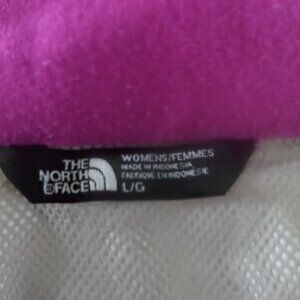 THE
NORTH
FACE
WOMENS/FEMMES
MADE IN INDONESIA
FABRIQUE EN INDONESIE
L/G